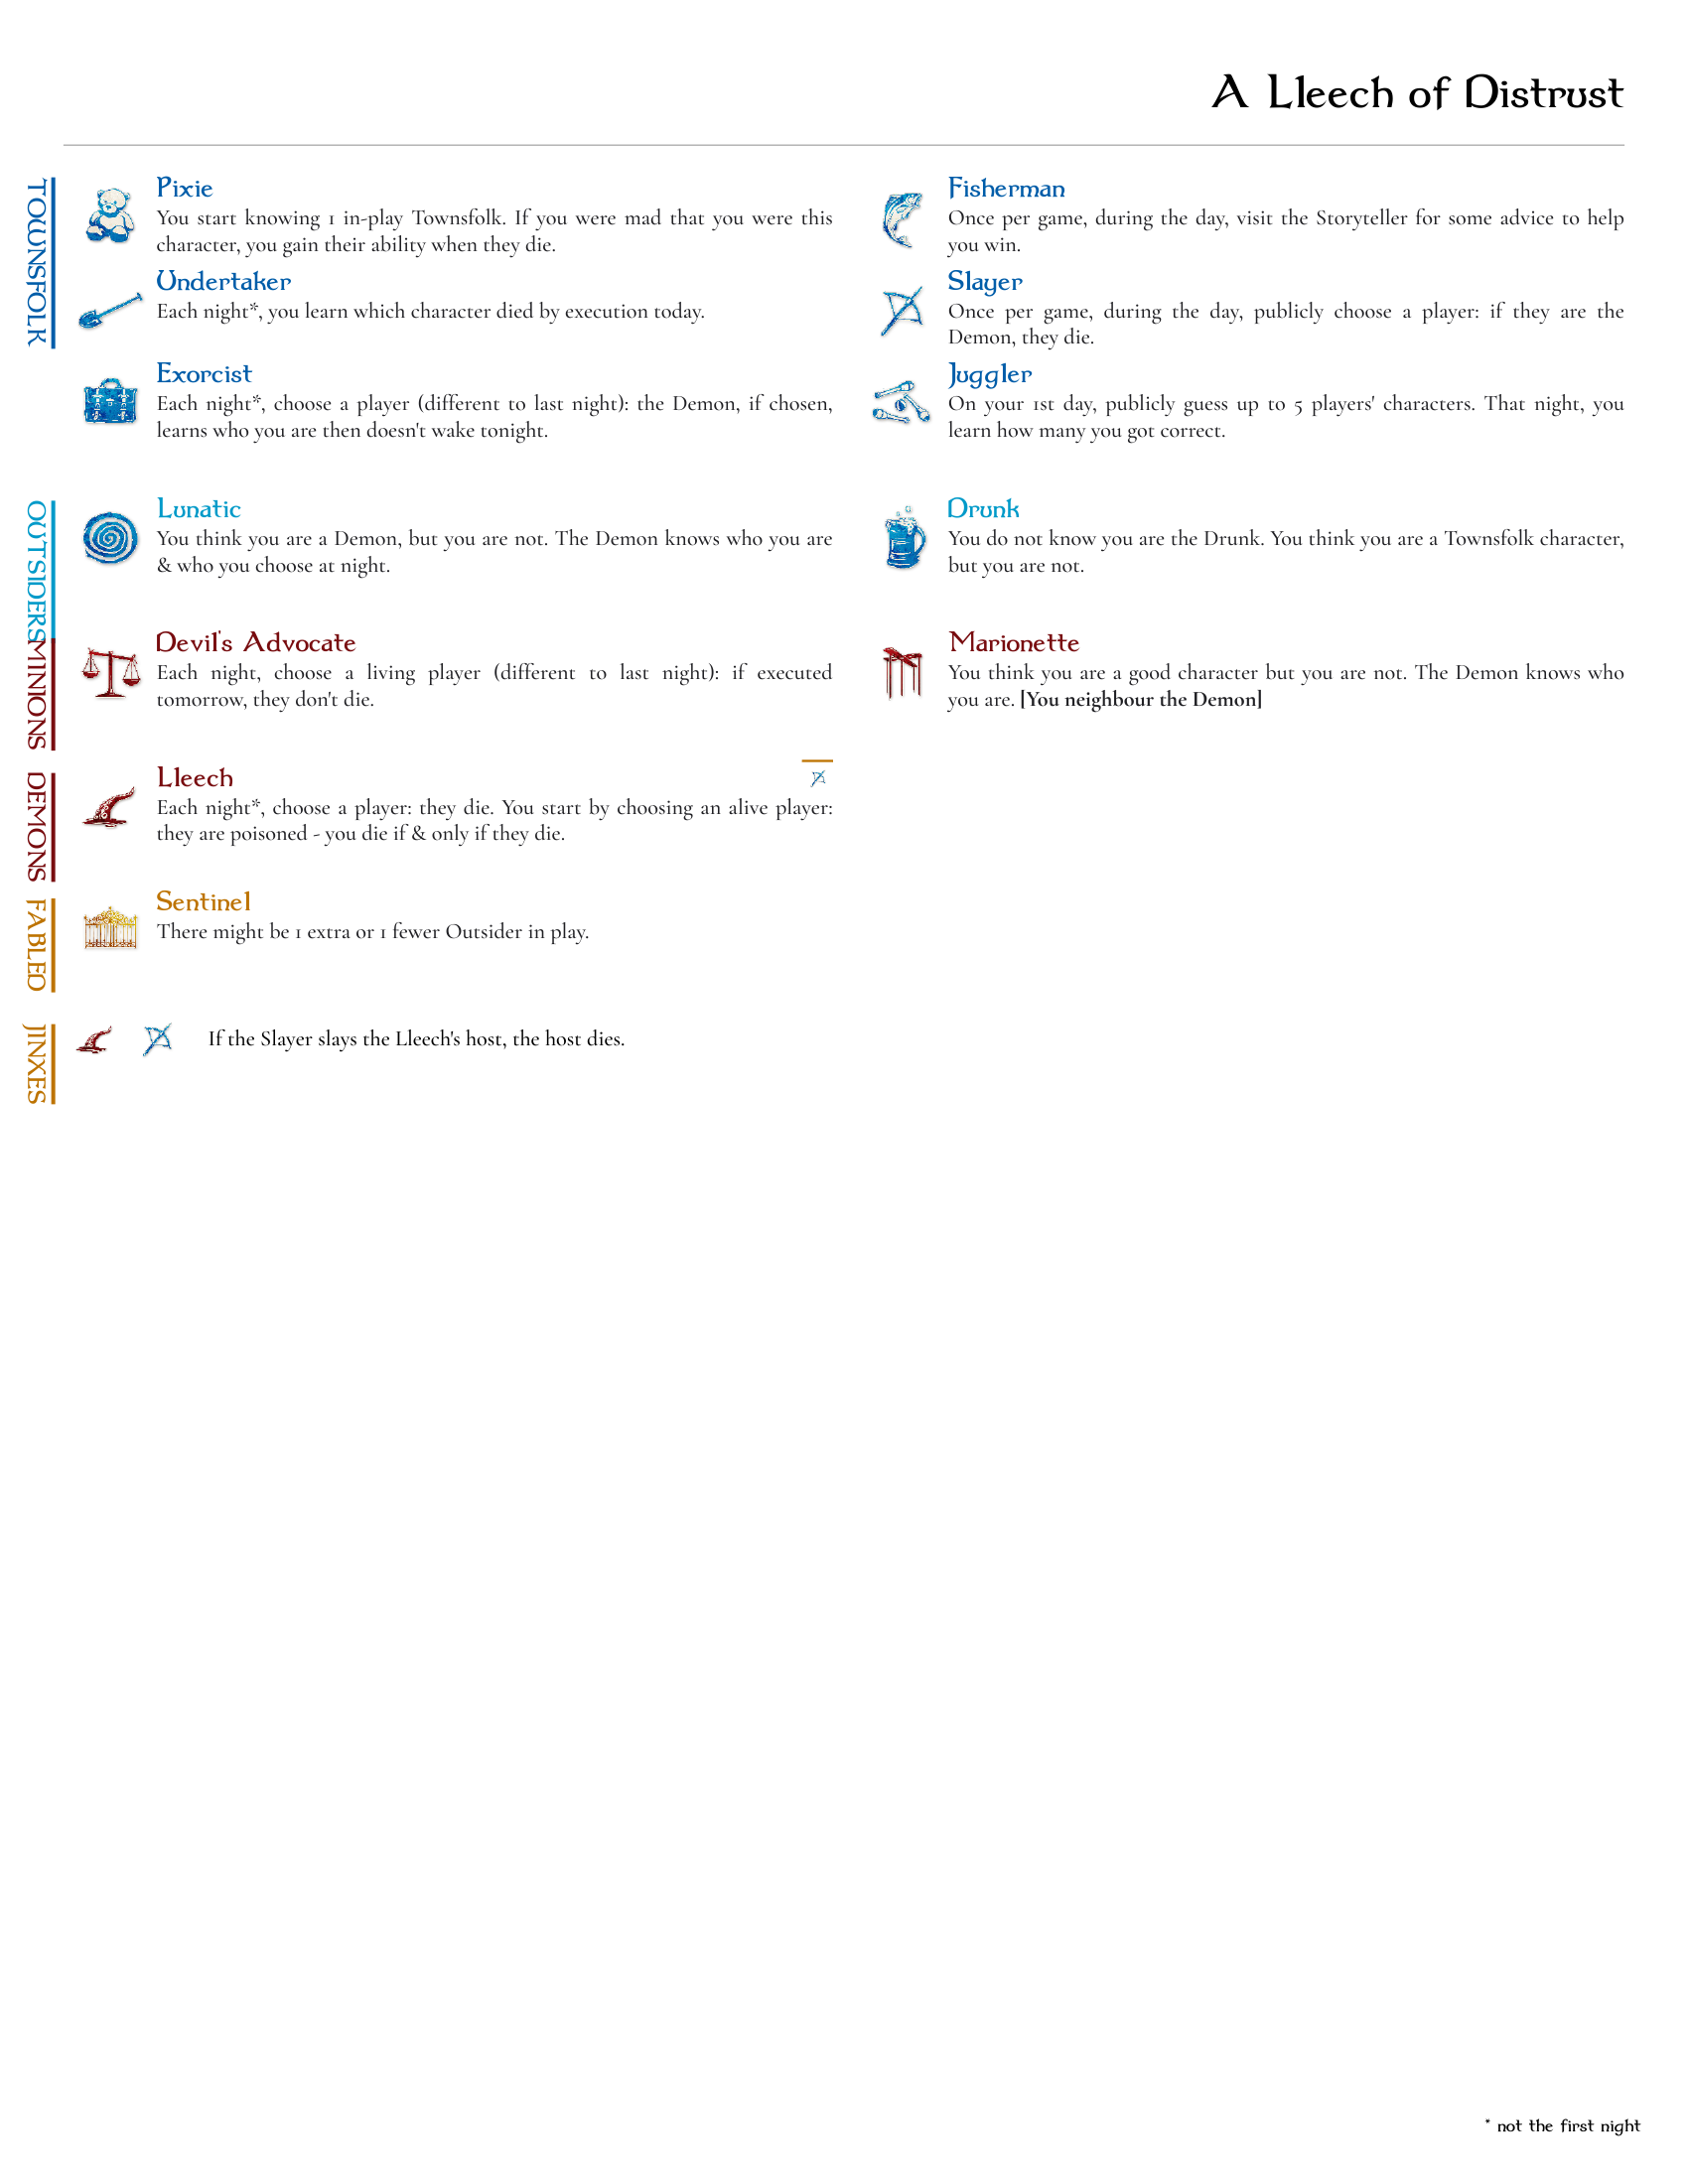 A Lleech of Distrust
TOWNSFOLK
Pixie
You start knowing 1 in-play Townsfolk. If you were mad that you were this
character, you gain their ability when they die.
Undertaker
Each night*, you learn which character died by execution today.
Exorcist
Each night*, choose a player (different to last night): the Demon, if chosen,
learns who you are then doesn't wake tonight.
Fisherman
Once per game, during the day, visit the Storyteller for some advice to help
you win.
Slayer
Once per game, during the day, publicly choose a player: if they are the
Demon, they die.
Juggler
On your 1st day, publicly guess up to 5 players' characters. That night, you
learn how many you got correct.
OUTSIDERS
Lunatic
You think you are a Demon, but you are not. The Demon knows who you are
& who you choose at night.
Drunk
You do not know you are the Drunk. You think you are a Townsfolk character,
but you are not.
MINIONS
Devil's Advocate
Each night, choose a living player (different to last night): if executed
tomorrow, they don't die.
Marionette
You think you are a good character but you are not. The Demon knows who
you are. [You neighbour the Demon]
DEMONS
Lleech
Each night*, choose a player: they die. You start by choosing an alive player:
they are poisoned - you die if & only if they die.
FABLED
Sentinel
There might be 1 extra or 1 fewer Outsider in play.
JINXES
If the Slayer slays the Lleech's host, the host dies.
* not the first night